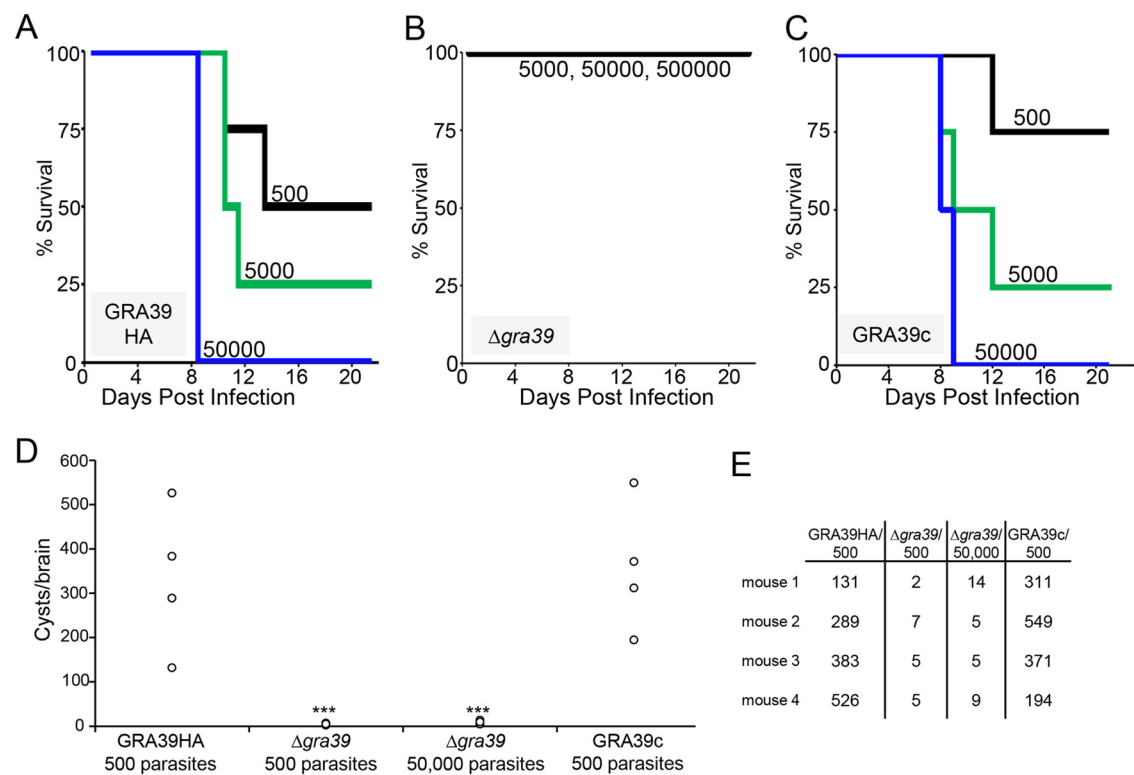 A
100
75
50
25
0
% Survival
500
5000
50000
GRA39
HA
0 4 8 12 16 20
Days Post Infection
B
100
75
50
25
0
% Survival
5000, 50000, 500000
Δgra39
0 4 8 12 16 20
Days Post Infection
C
100
75
50
25
0
% Survival
500
5000
50000
GRA39c
0 4 8 12 16 20
Days Post Infection
D
600
500
400
300
200
100
0
Cysts/brain
*** ***
GRA39HA Δgra39 Δgra39 GRA39c
500 parasites 500 parasites 50,000 parasites 500 parasites
E
GRA39HA/ Δgra39/ Δgra39/ GRA39c/
500 500 50,000 500
mouse 1 131 2 14 311
mouse 2 289 7 5 549
mouse 3 383 5 5 371
mouse 4 526 5 9 194